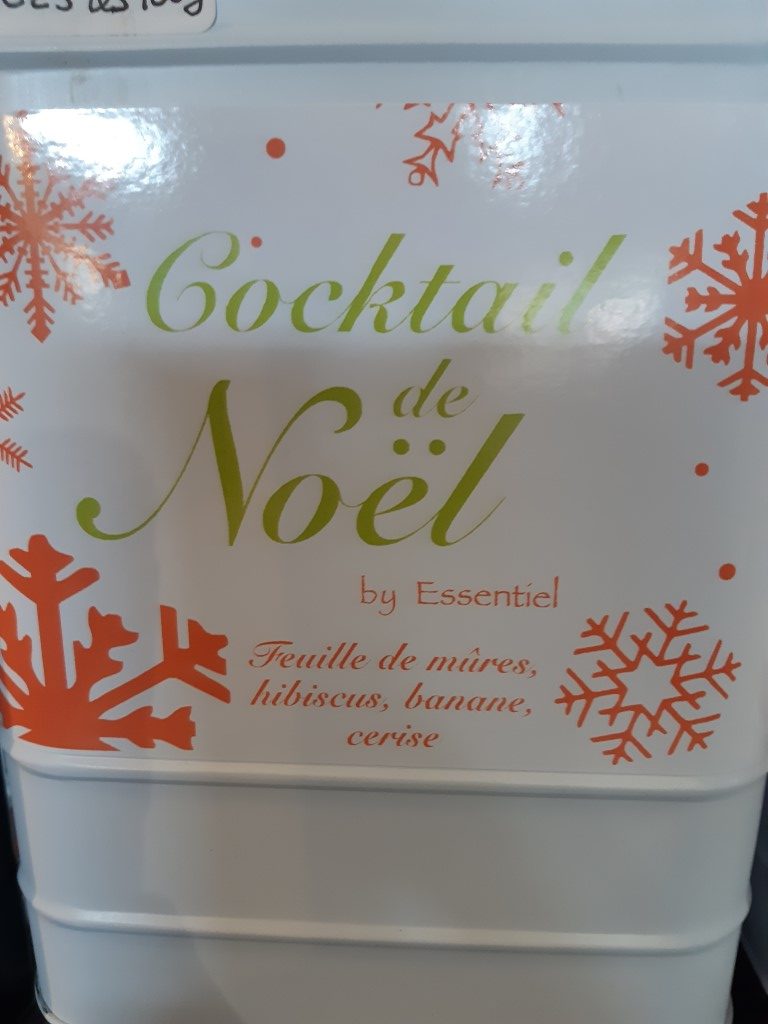 Cocktail
de
Noël
by Essentiel
Feuille de mûres,
hibiscus, banane,
cerise